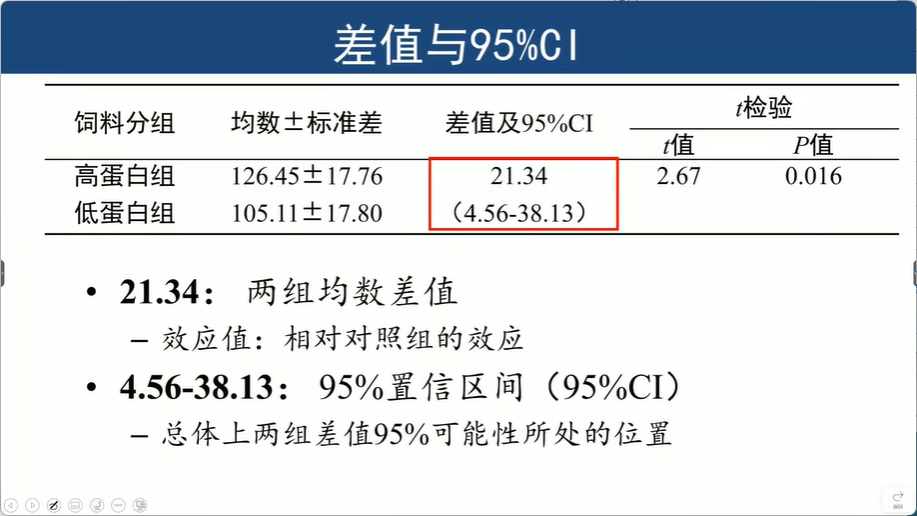 差值与95%CI
饲料分组 均数±标准差 差值及95%CI t检验
t值 P值
高蛋白组 126.45±17.76 21.34 2.67 0.016
低蛋白组 105.11±17.80 （4.56-38.13）
• 21.34： 两组均数差值
– 效应值：相对对照组的效应
• 4.56-38.13： 95%置信区间（95%CI）
– 总体上两组差值95%可能性所处的位置